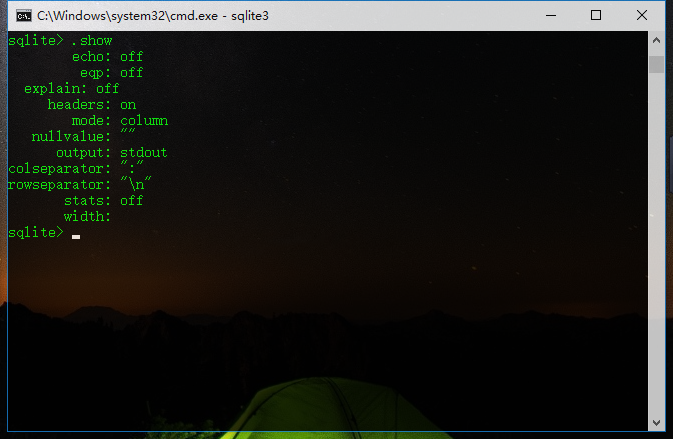 C:\Windows\system32\cmd.exe - sqlite3
sqlite> .show
echo: off
eqp: off
explain: off
headers: on
mode: column
nullvalue: ""
output: stdout
colseparator: ":"
rowseparator: "\n"
stats: off
width:
sqlite>